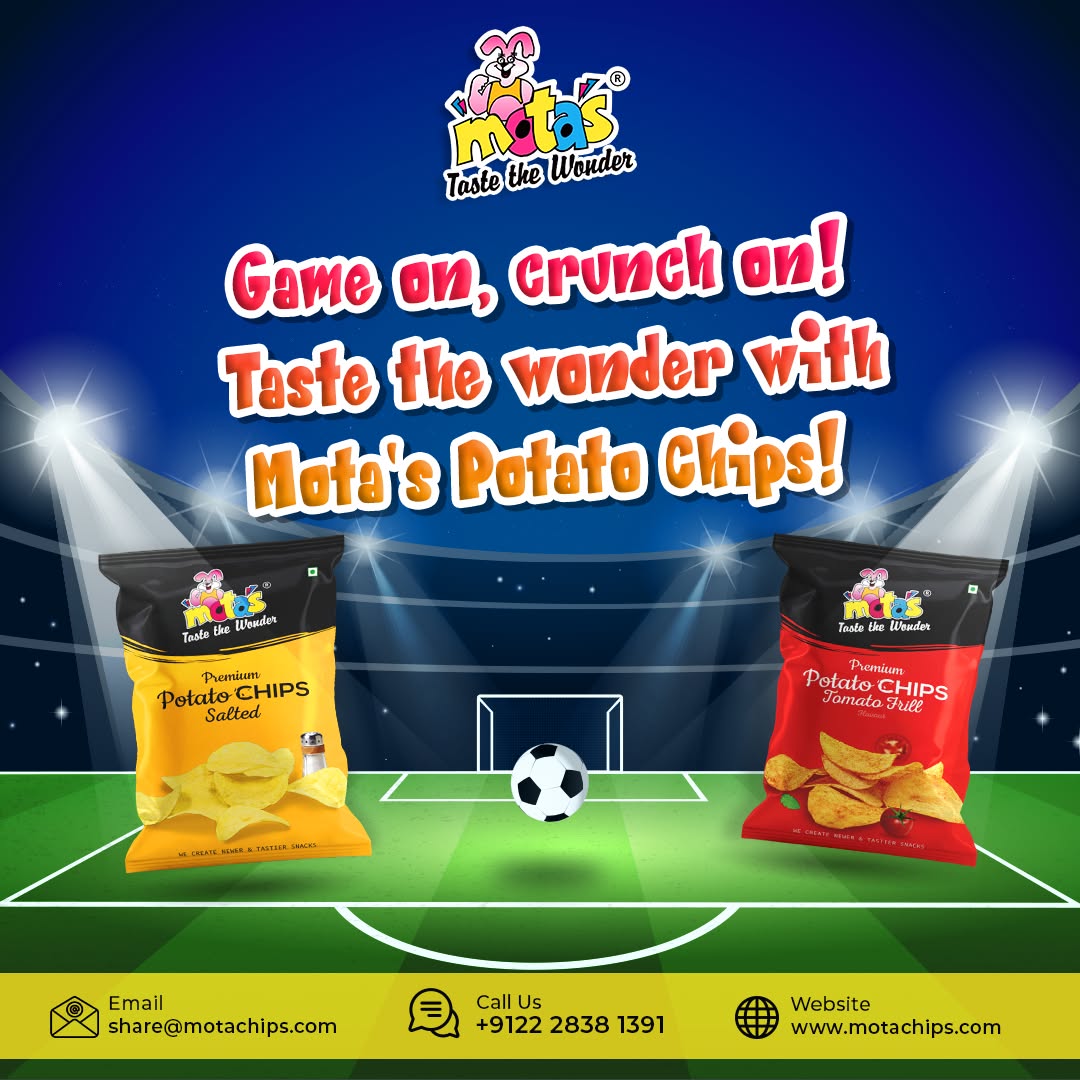 mota's ®
Taste the Wonder
Game on, crunch on!
Taste the wonder with
Mota's Potato Chips!
mota's ®
Taste the Wonder
Premium
Potato CHIPS
Salted
WE CREATE NEWER & TASTIER SNACKS
mota's ®
Taste the Wonder
Premium
Potato CHIPS
Tomato Frill
Flavour
WE CREATE NEWER & TASTIER SNACKS
Email
share@motachips.com
Call Us
+9122 2838 1391
Website
www.motachips.com